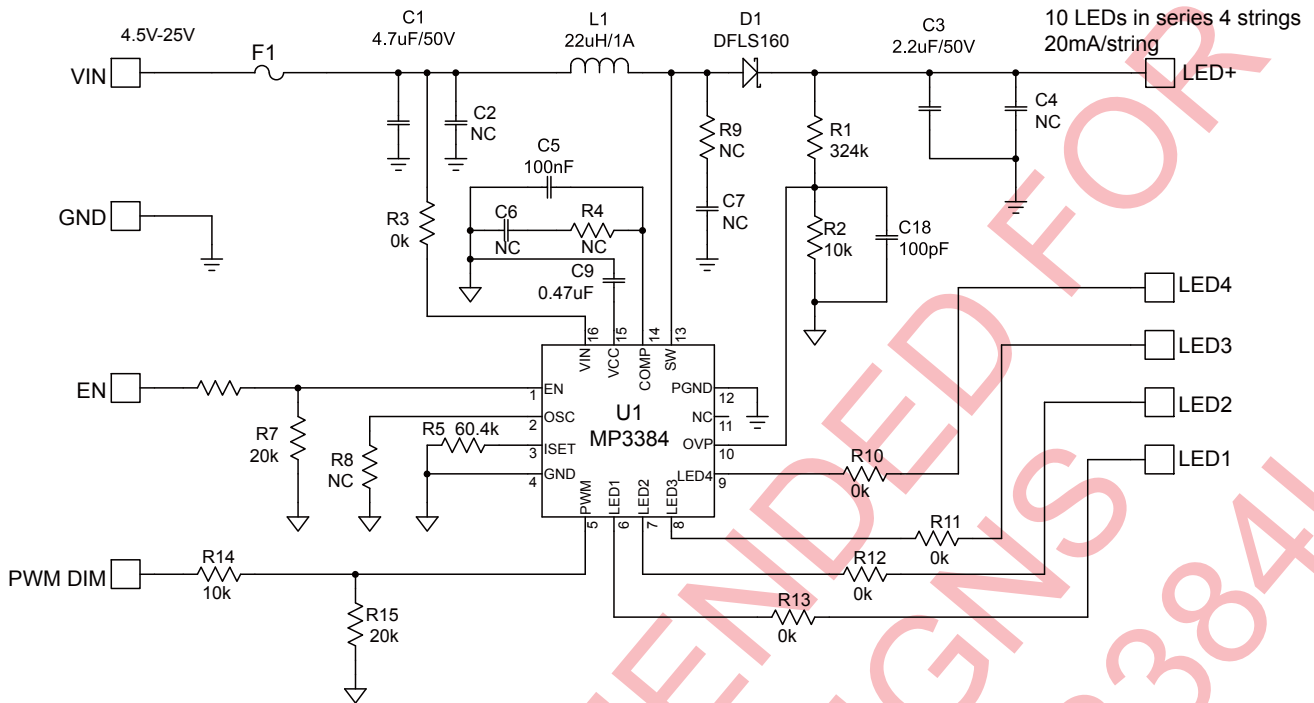 10 LEDs in series 4 strings
20mA/string
4.5V-25V
VIN
F1
C1
4.7uF/50V
L1
22uH/1A
D1
DFLS160
C3
2.2uF/50V
LED+
C2
NC
C4
NC
R9
NC
R1
324k
C5
100nF
C7
NC
GND
R3
0k
C6
NC
R4
NC
R2
10k
C18
100pF
C9
0.47uF
LED4
LED3
LED2
LED1
16
15
14
13
VIN
VCC
COMP
SW
EN
EN
1
OSC
2
ISET
3
GND
4
U1
MP3384
PGND
12
NC
11
OVP
10
LED4
9
PWM
LED1
LED2
LED3
5
6
7
8
R7
20k
R8
NC
R5 60.4k
R10
0k
R11
0k
R12
0k
R13
0k
PWM DIM
R14
10k
R15
20k
ENDED FOR
GNS
3384L